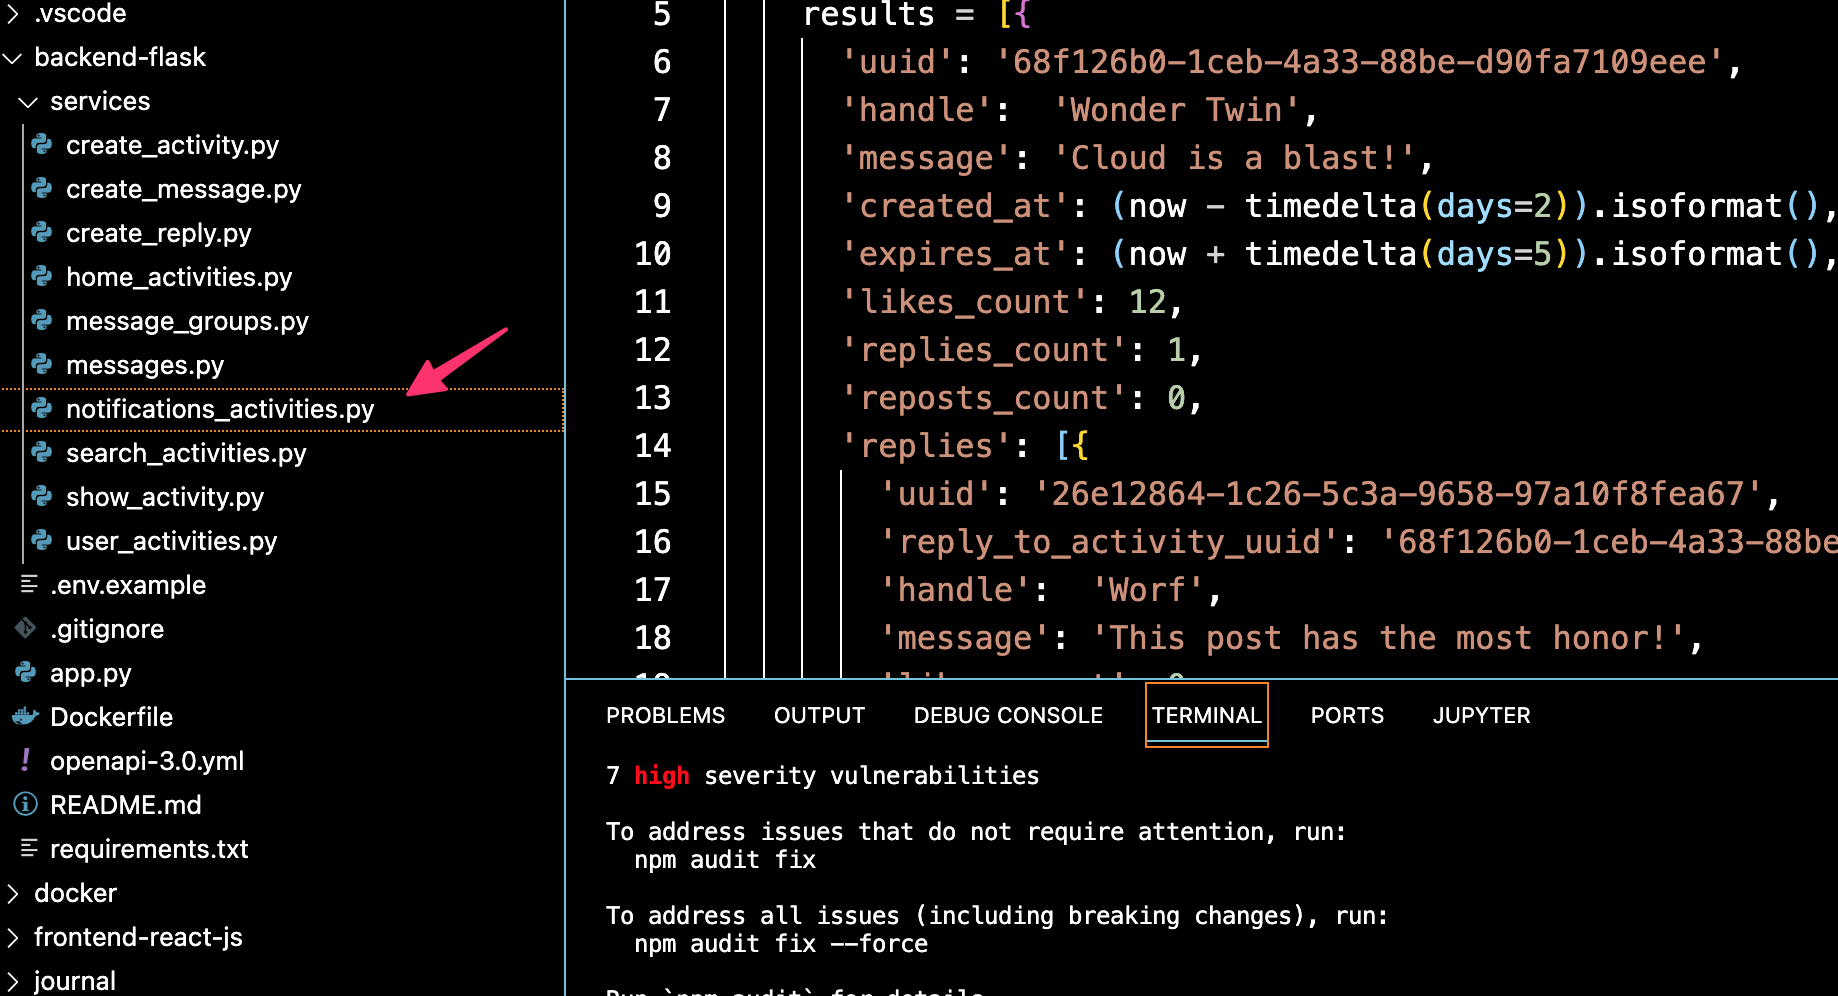 .vscode
backend-flask
services
create_activity.py
create_message.py
create_reply.py
home_activities.py
message_groups.py
messages.py
notifications_activities.py
search_activities.py
show_activity.py
user_activities.py
.env.example
.gitignore
app.py
Dockerfile
openapi-3.0.yml
README.md
requirements.txt
docker
frontend-react-js
journal
5 results = [{
6 'uuid': '68f126b0-1ceb-4a33-88be-d90fa7109eee',
7 'handle':  'Wonder Twin',
8 'message': 'Cloud is a blast!',
9 'created_at': (now - timedelta(days=2)).isoformat(),
10 'expires_at': (now + timedelta(days=5)).isoformat(),
11 'likes_count': 12,
12 'replies_count': 1,
13 'reposts_count': 0,
14 'replies': [{
15 'uuid': '26e12864-1c26-5c3a-9658-97a10f8fea67',
16 'reply_to_activity_uuid': '68f126b0-1ceb-4a33-88be
17 'handle':  'Worf',
18 'message': 'This post has the most honor!',
PROBLEMS OUTPUT DEBUG CONSOLE TERMINAL PORTS JUPYTER
7 high severity vulnerabilities
To address issues that do not require attention, run:
npm audit fix
To address all issues (including breaking changes), run:
npm audit fix --force
Run `npm audit` for details